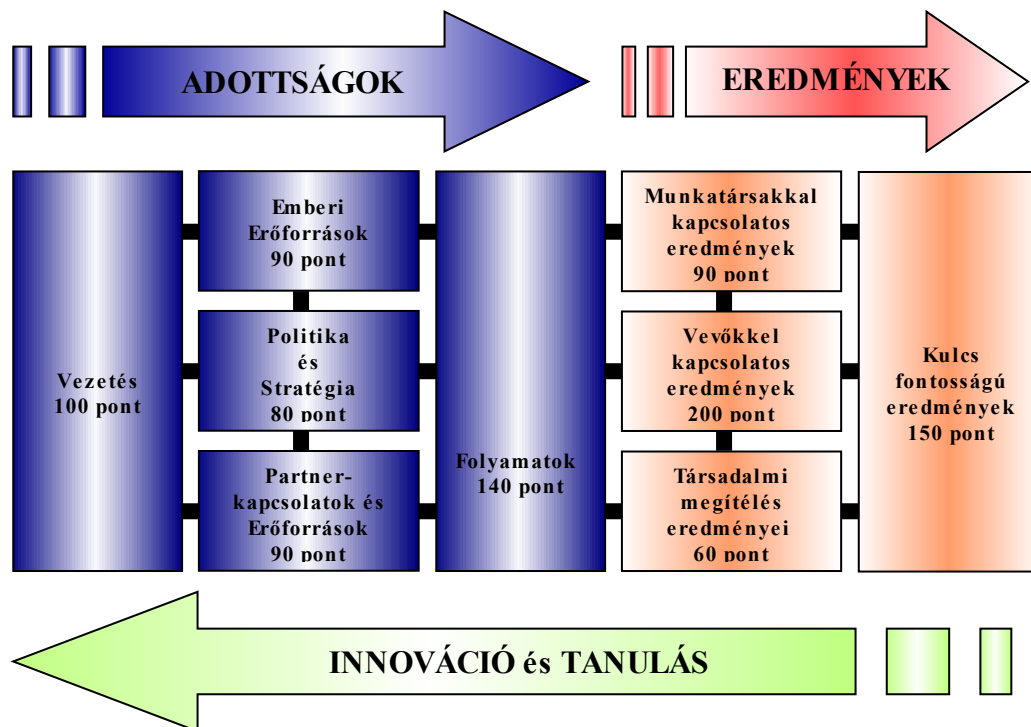 ADOTTSÁGOK
EREDMÉNYEK
Vezetés
100 pont
Emberi
Erőforrások
90 pont
Politika
és
Stratégia
80 pont
Partner-
kapcsolatok és
Erőforrások
90 pont
Folyamatok
140 pont
Munkatársakkal
kapcsolatos
eredmények
90 pont
Vevőkkel
kapcsolatos
eredmények
200 pont
Társadalmi
megítélés
eredményei
60 pont
Kulcs
fontosságú
eredmények
150 pont
INNOVÁCIÓ és TANULÁS